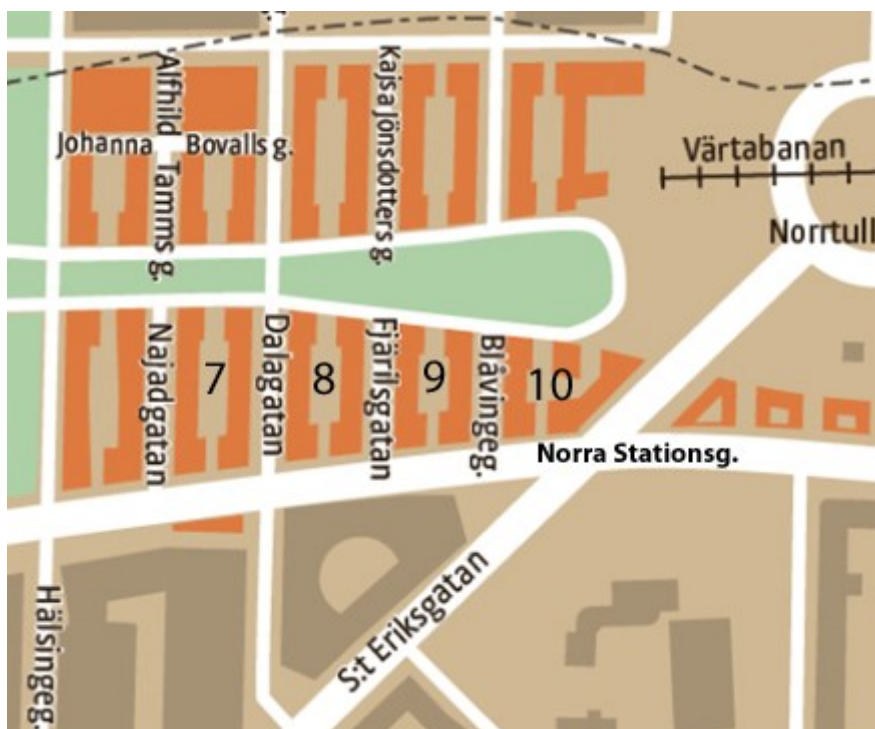 Alfhild Tamms g.
Kajsa Jönsdotters g.
Johanna Bovalls g.
Värtabanan
Norrtull
Najadgatan
7
Dalagatan
8
Fjärilsgatan
9
Blåvingeg.
10
Norra Stationsg.
S:t Eriksgatan
Hälsingeg.